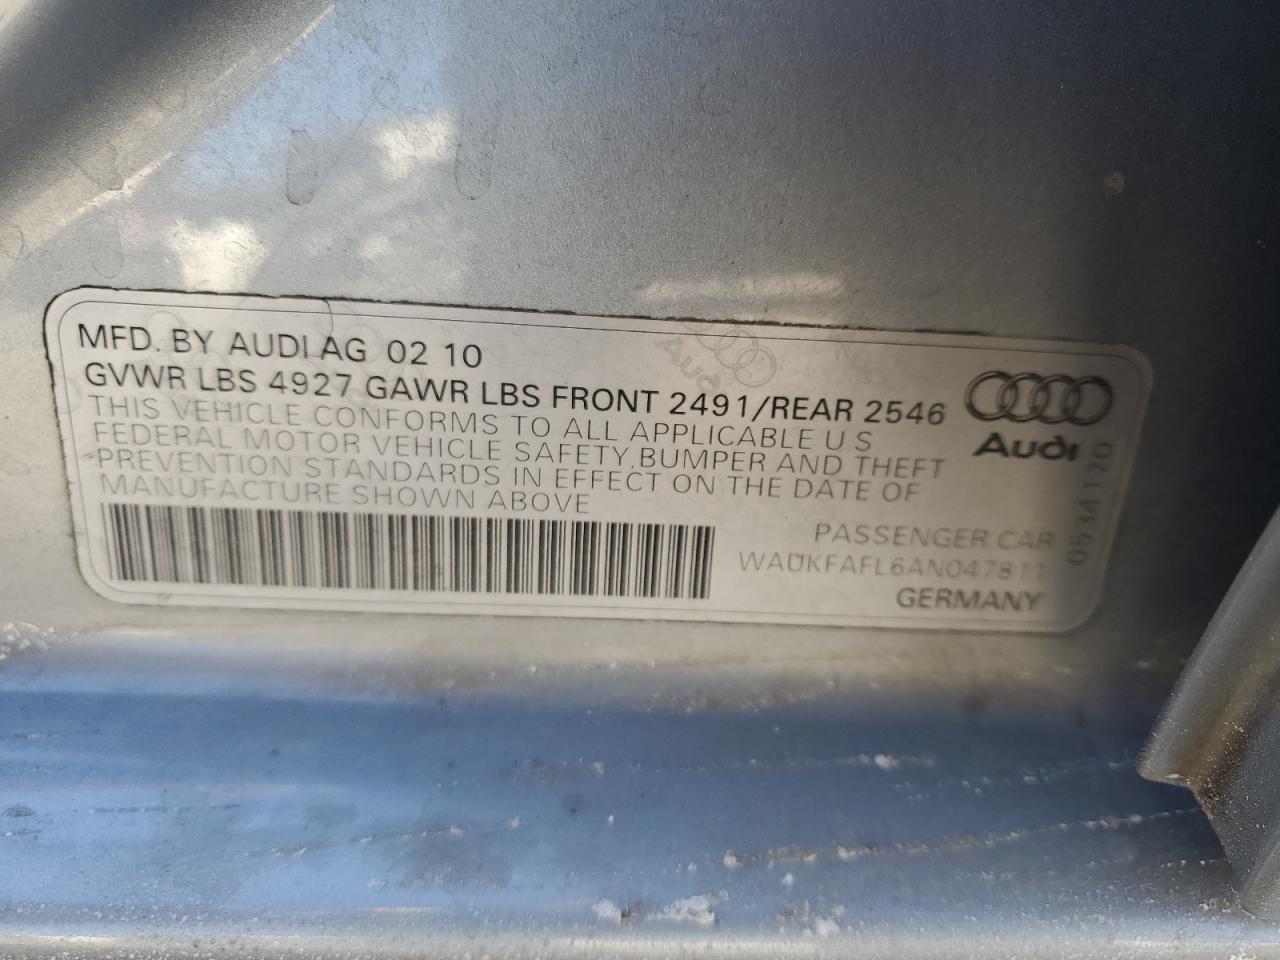 MFD. BY AUDI AG 02 10
GVWR LBS 4927 GAWR LBS FRONT 2491/REAR 2546
THIS VEHICLE CONFORMS TO ALL APPLICABLE U S
FEDERAL MOTOR VEHICLE SAFETY,BUMPER AND THEFT
PREVENTION STANDARDS IN EFFECT ON THE DATE OF
MANUFACTURE SHOWN ABOVE
Audi
PASSENGER CAR
WAUKFAFL6AN047811
GERMANY
0534170
Audi